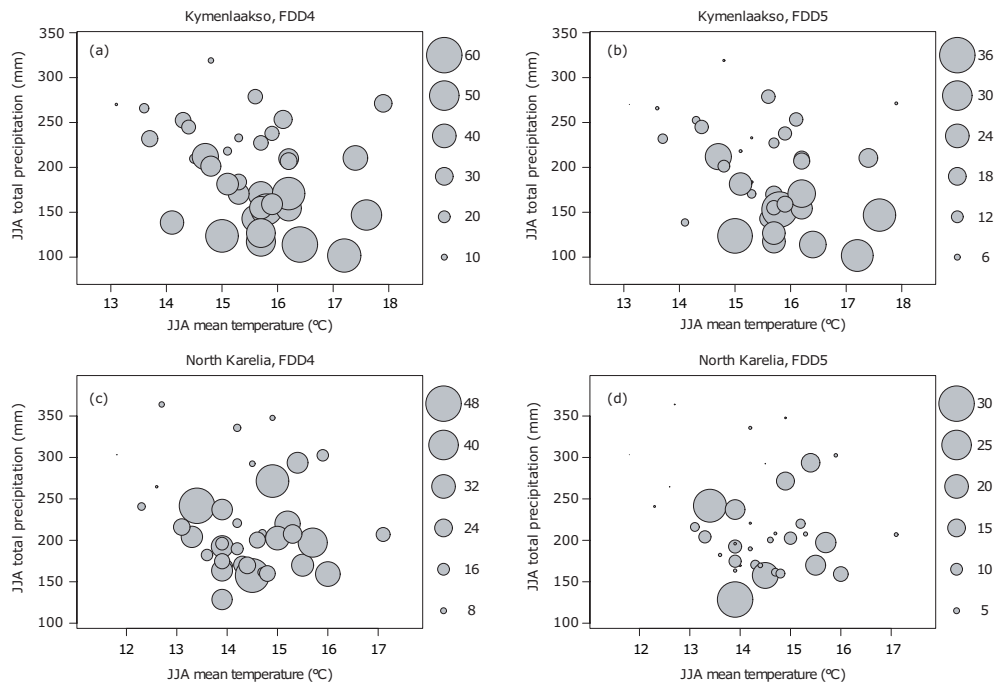 Kymenlaakso, FDD4
(a)
JJA total precipitation (mm)
350
300
250
200
150
100
13 14 15 16 17 18
JJA mean temperature (ºC)
60
50
40
30
20
10
Kymenlaakso, FDD5
(b)
JJA total precipitation (mm)
350
300
250
200
150
100
13 14 15 16 17 18
JJA mean temperature (ºC)
36
30
24
18
12
6
North Karelia, FDD4
(c)
JJA total precipitation (mm)
350
300
250
200
150
100
12 13 14 15 16 17
JJA mean temperature (ºC)
48
40
32
24
16
8
North Karelia, FDD5
(d)
JJA total precipitation (mm)
350
300
250
200
150
100
12 13 14 15 16 17
JJA mean temperature (ºC)
30
25
20
15
10
5